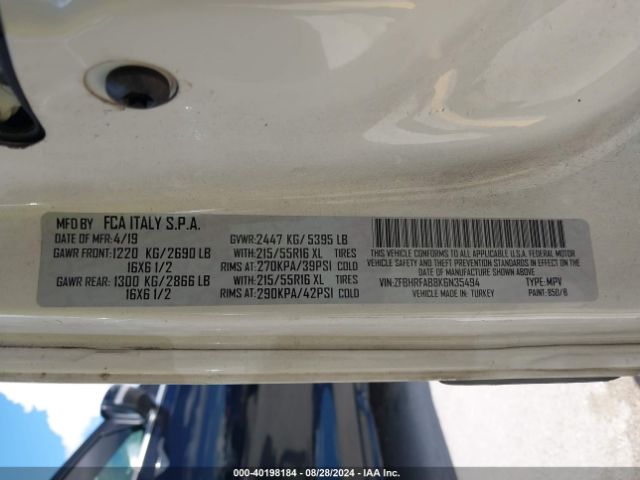 MFD BY FCA ITALY S.P.A.
DATE OF MFR: 4/19 GVWR: 2447 KG/ 5395 LB
GAWR FRONT: 1220 KG/2690 LB WITH: 215/55R16 XL TIRES
16X6 1/2 RIMS AT: 270KPA/39PSI COLD
GAWR REAR: 1300 KG/2866 LB WITH: 215/55R16 XL TIRES
16X6 1/2 RIMS AT: 290KPA/42PSI COLD
THIS VEHICLE CONFORMS TO ALL APPLICABLE U.S.A. FEDERAL MOTOR
VEHICLE SAFETY, BUMPER, AND THEFT PREVENTION STANDARDS IN
EFFECT ON THE DATE OF MANUFACTURE SHOWN ABOVE
VIN: ZFBHRFAB8K6N35494 TYPE: MPV
VEHICLE MADE IN: TURKEY PAINT: 850/B
000-40198184 - 08/28/2024 - IAA Inc.